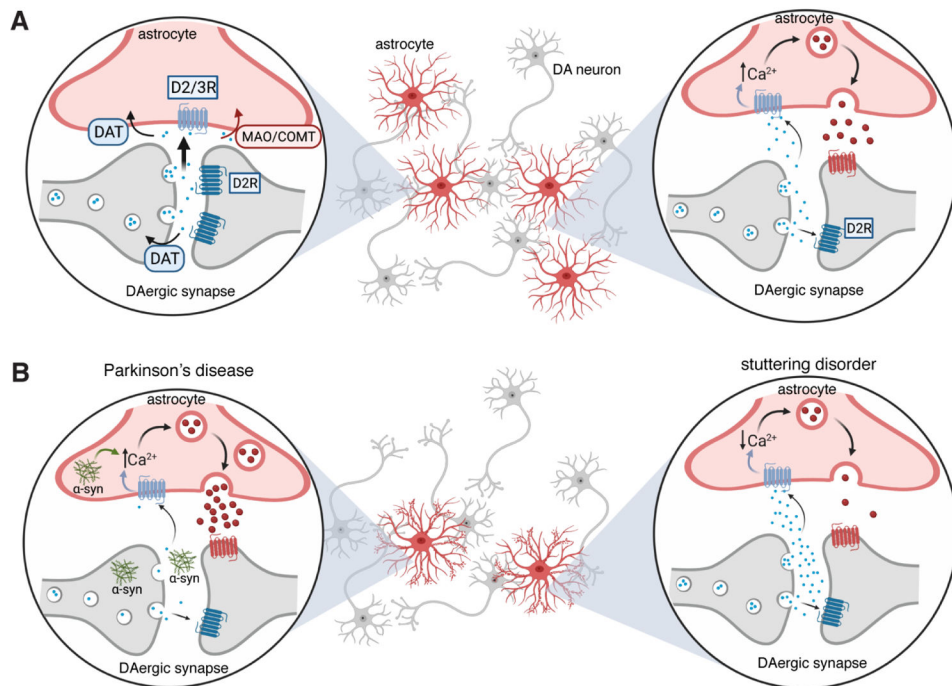 A
astrocyte
D2/3R
DAT
MAO/COMT
D2R
DAT
DAergic synapse
astrocyte
DA neuron
astrocyte
Ca²⁺
D2R
DAergic synapse
B
Parkinson's disease
astrocyte
Ca²⁺
α-syn
α-syn
α-syn
DAergic synapse
stuttering disorder
astrocyte
Ca²⁺
DAergic synapse